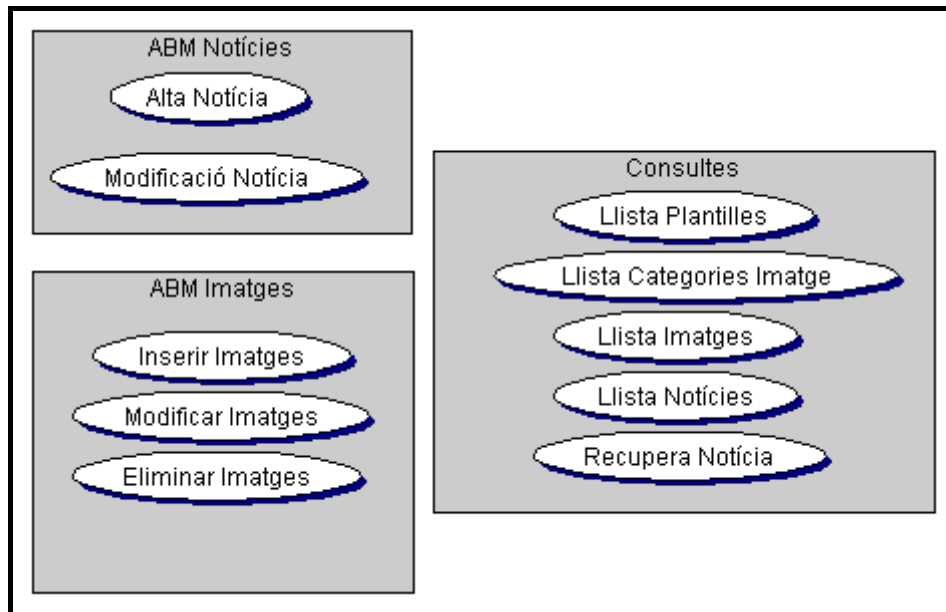 ABM Notícies
Alta Notícia
Modificació Notícia
ABM Imatges
Inserir Imatges
Modificar Imatges
Eliminar Imatges
Consultes
Llista Plantilles
Llista Categories Imatge
Llista Imatges
Llista Notícies
Recupera Notícia